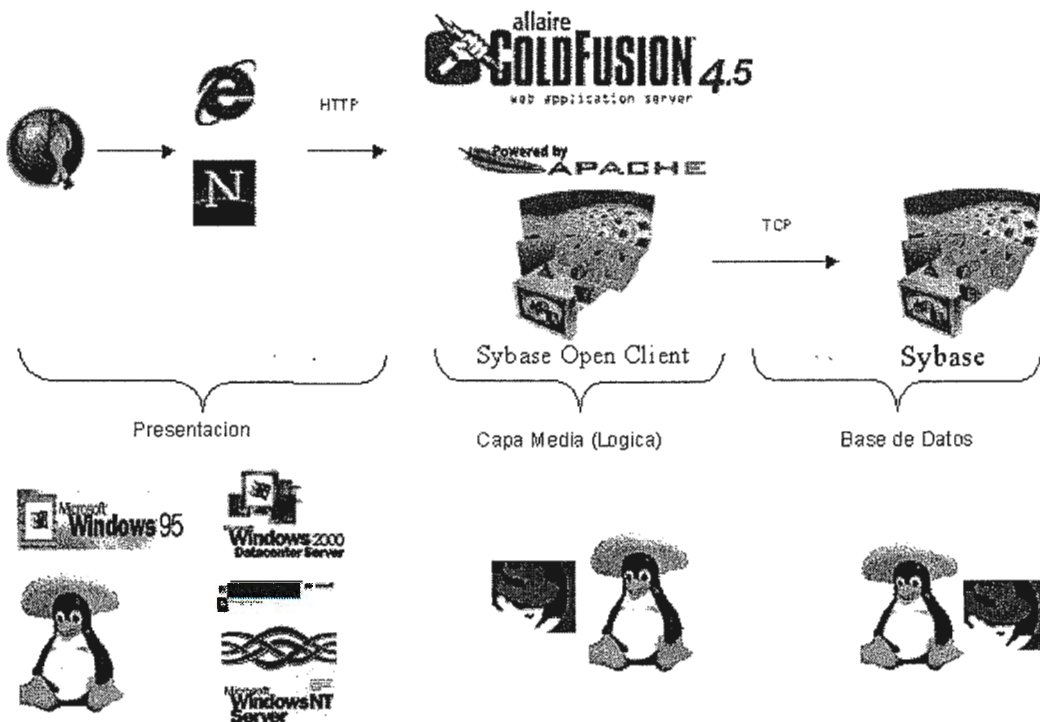 allaire
COLDFUSION 4.5
web application server
HTTP
N
Powered by
APACHE
TCP
Sybase Open Client
Sybase
Presentacion
Capa Media (Logica)
Base de Datos
Microsoft
Windows 95
Windows 2000
Datacenter Server
Microsoft
Windows NT
Server